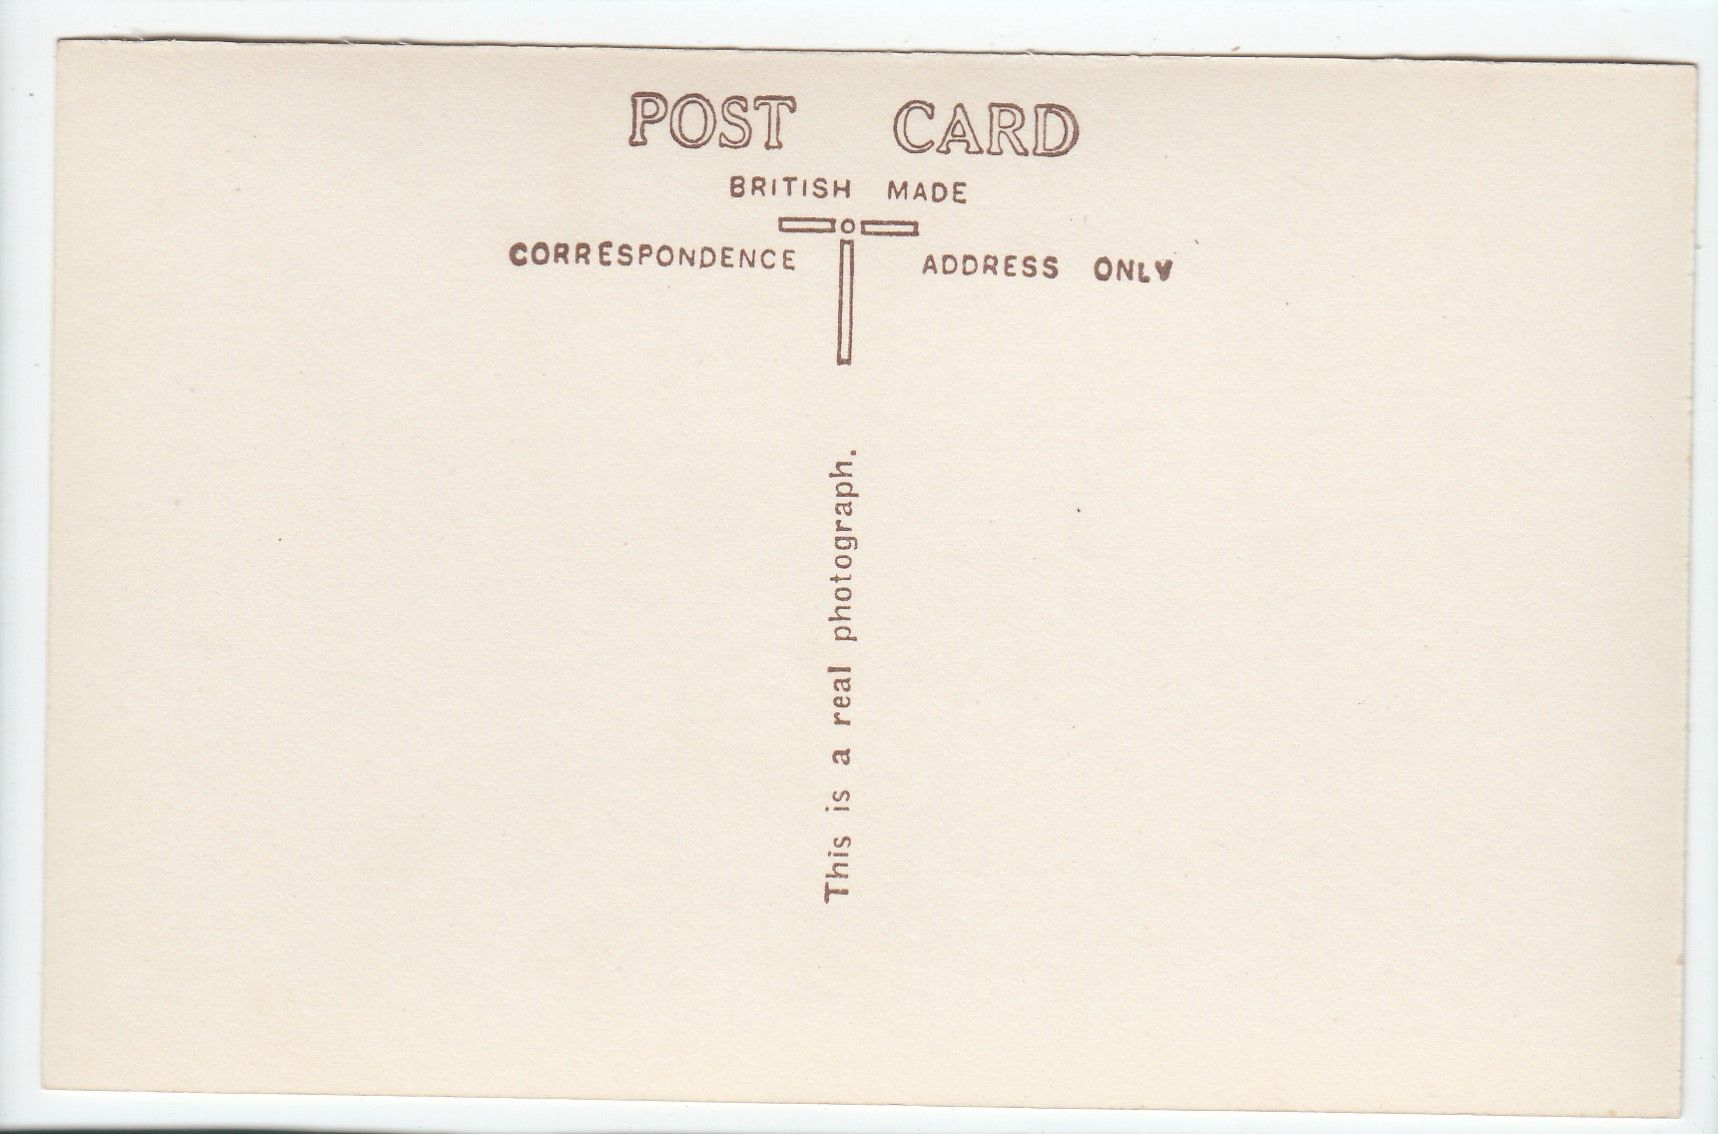 POST CARD
BRITISH MADE
CORRESPONDENCE ADDRESS ONLY
This is a real photograph.